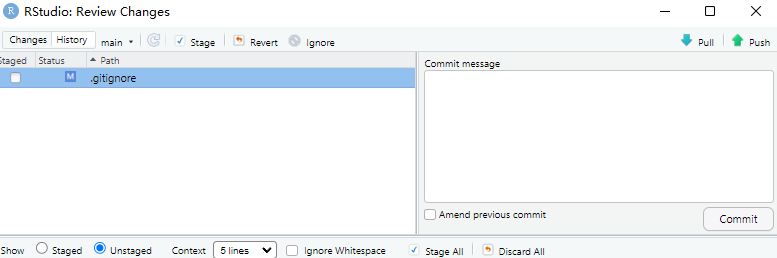 R RStudio: Review Changes
Changes History main Stage Revert Ignore Pull Push
Staged Status Path
M .gitignore
Commit message
Amend previous commit
Commit
Show Staged Unstaged Context 5 lines Ignore Whitespace Stage All Discard All